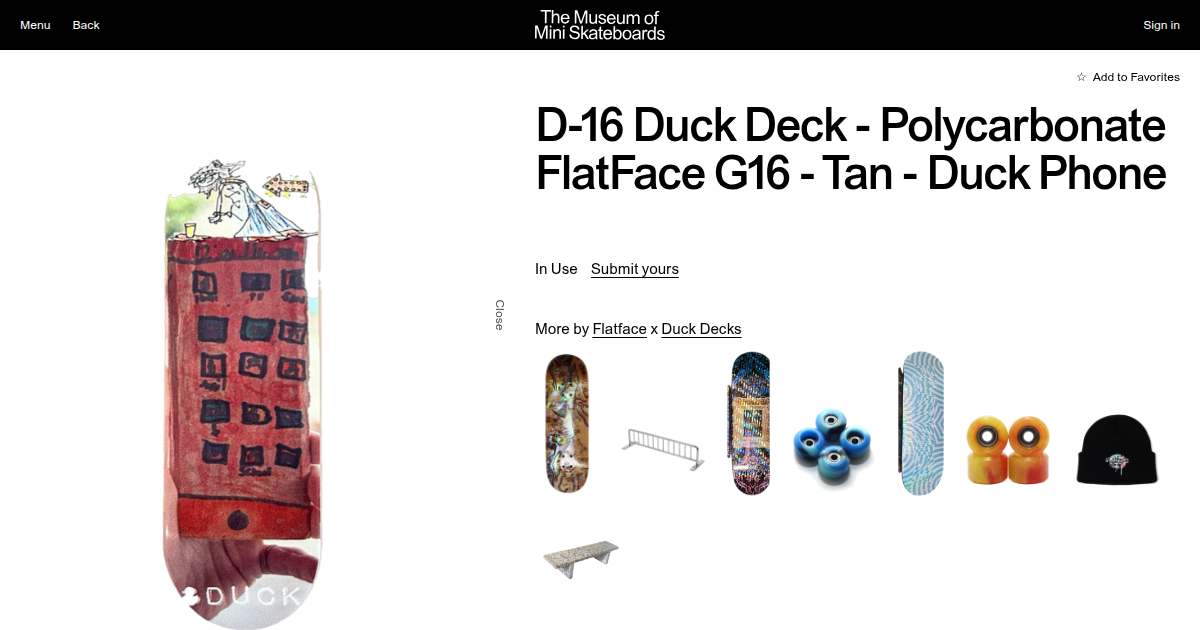 Menu Back
The Museum of
Mini Skateboards
Sign in
☆ Add to Favorites
D-16 Duck Deck - Polycarbonate
FlatFace G16 - Tan - Duck Phone
In Use Submit yours
Close
More by Flatface x Duck Decks
DUCK